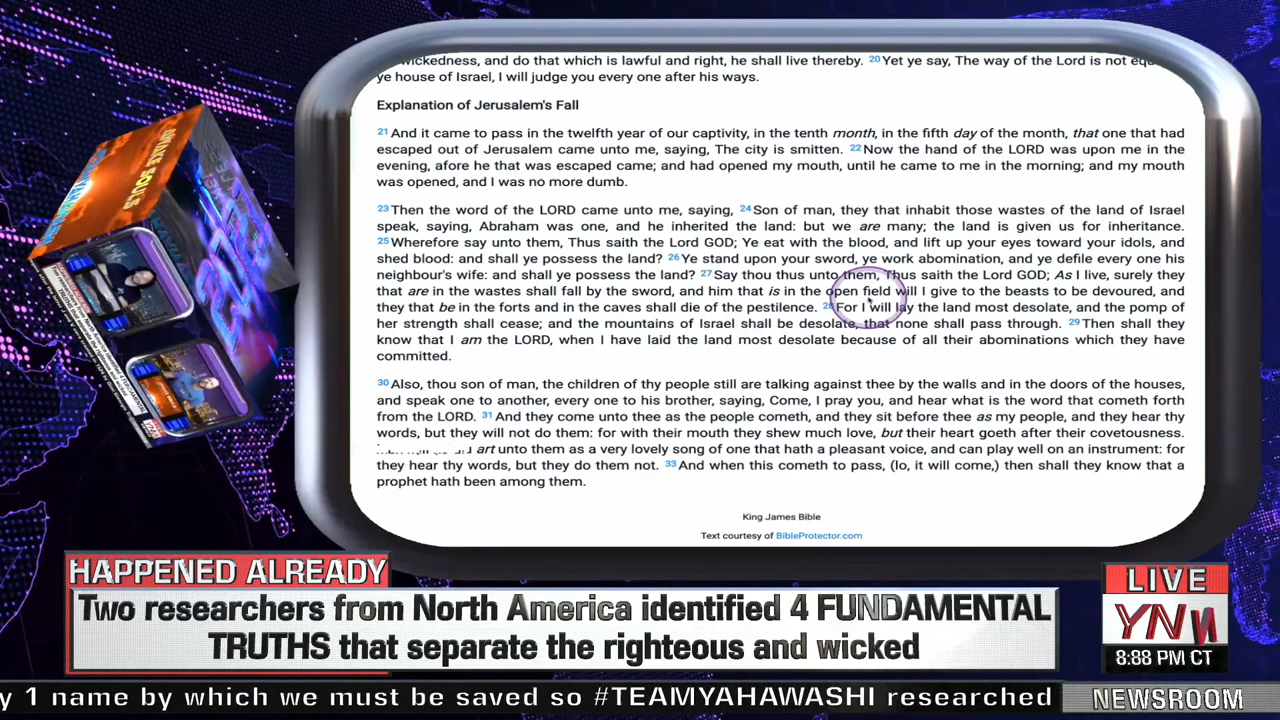 wickedness, and do that which is lawful and right, he shall live thereby. 20 Yet ye say, The way of the Lord is not
ye house of Israel, I will judge you every one after his ways.
Explanation of Jerusalem's Fall
21 And it came to pass in the twelfth year of our captivity, in the tenth month, in the fifth day of the month, that one that had
escaped out of Jerusalem came unto me, saying, The city is smitten. 22 Now the hand of the LORD was upon me in the
evening, afore he that was escaped came; and had opened my mouth, until he came to me in the morning; and my mouth
was opened, and I was no more dumb.
23 Then the word of the LORD came unto me, saying, 24 Son of man, they that inhabit those wastes of the land of Israel
speak, saying, Abraham was one, and he inherited the land: but we are many; the land is given us for inheritance.
25 Wherefore say unto them, Thus saith the Lord GOD; Ye eat with the blood, and lift up your eyes toward your idols, and
shed blood: and shall ye possess the land? 26 Ye stand upon your sword, ye work abomination, and ye defile every one his
neighbour's wife: and shall ye possess the land? 27 Say thou thus unto them, Thus saith the Lord GOD; As I live, surely they
that are in the wastes shall fall by the sword, and him that is in the open field will I give to the beasts to be devoured, and
they that be in the forts and in the caves shall die of the pestilence. 28 For I will lay the land most desolate, and the pomp of
her strength shall cease; and the mountains of Israel shall be desolate, that none shall pass through. 29 Then shall they
know that I am the LORD, when I have laid the land most desolate because of all their abominations which they have
committed.
30 Also, thou son of man, the children of thy people still are talking against thee by the walls and in the doors of the houses,
and speak one to another, every one to his brother, saying, Come, I pray you, and hear what is the word that cometh forth
from the LORD. 31 And they come unto thee as the people cometh, and they sit before thee as my people, and they hear thy
words, but they will not do them: for with their mouth they shew much love, but their heart goeth after their covetousness.
art unto them as a very lovely song of one that hath a pleasant voice, and can play well on an instrument: for
they hear thy words, but they do them not. 33 And when this cometh to pass, (lo, it will come,) then shall they know that a
prophet hath been among them.
King James Bible
Text courtesy of BibleProtector.com
AWAKE SOULS
HAPPENED ALREADY
Two researchers from North America identified 4 FUNDAMENTAL
TRUTHS that separate the righteous and wicked
LIVE
8:88 PM CT
y 1 name by which we must be saved so #TEAMYAHAWASHI researched
NEWSROOM